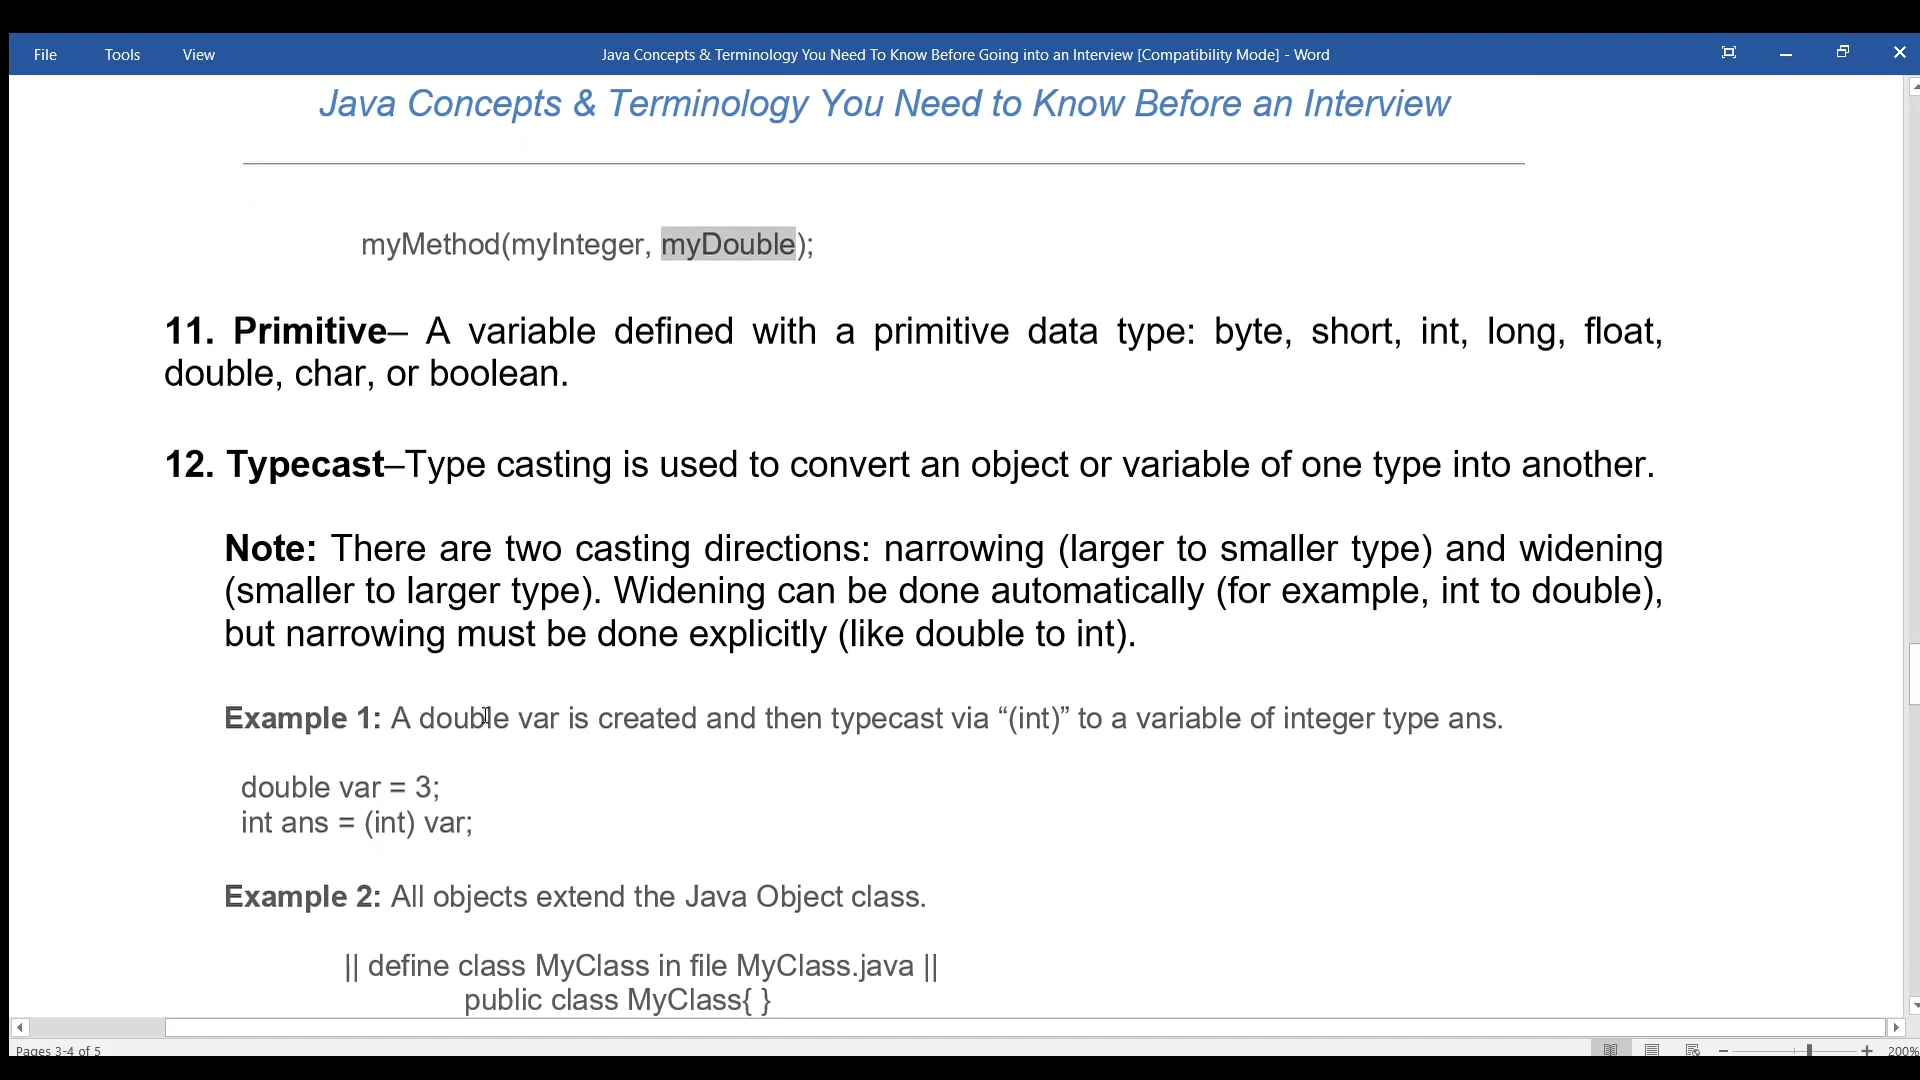 File Tools View Java Concepts & Terminology You Need To Know Before Going into an Interview [Compatibility Mode] - Word
Java Concepts & Terminology You Need to Know Before an Interview
myMethod(myInteger, myDouble);
11. Primitive– A variable defined with a primitive data type: byte, short, int, long, float,
double, char, or boolean.
12. Typecast–Type casting is used to convert an object or variable of one type into another.
Note: There are two casting directions: narrowing (larger to smaller type) and widening
(smaller to larger type). Widening can be done automatically (for example, int to double),
but narrowing must be done explicitly (like double to int).
Example 1: A double var is created and then typecast via “(int)” to a variable of integer type ans.
double var = 3;
int ans = (int) var;
Example 2: All objects extend the Java Object class.
|| define class MyClass in file MyClass.java ||
public class MyClass{ }
Pages 3-4 of 5 200%